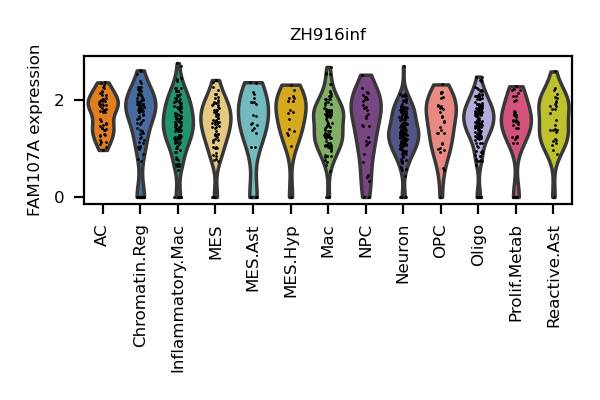 ZH916inf
FAM107A expression
2
0
AC
Chromatin.Reg
Inflammatory.Mac
MES
MES.Ast
MES.Hyp
Mac
NPC
Neuron
OPC
Oligo
Prolif.Metab
Reactive.Ast